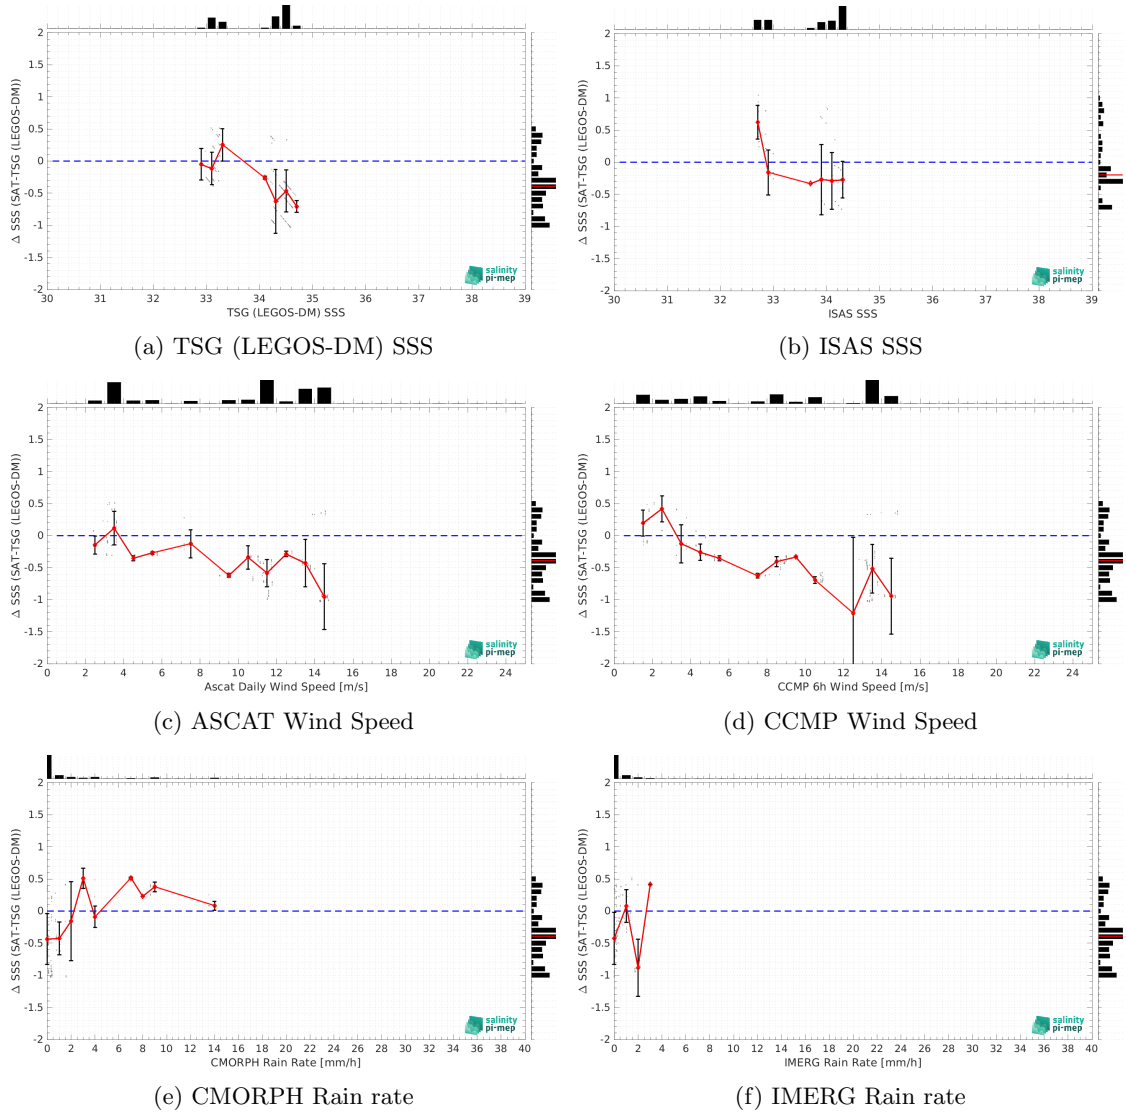 2
1.5
1
0.5
0
-0.5
-1
-1.5
-2
Δ SSS (SAT-TSG (LEGOS-DM))
30 31 32 33 34 35 36 37 38 39
TSG (LEGOS-DM) SSS
salinity
pi-mep
(a) TSG (LEGOS-DM) SSS
2
1.5
1
0.5
0
-0.5
-1
-1.5
-2
Δ SSS (SAT-TSG (LEGOS-DM))
30 31 32 33 34 35 36 37 38 39
ISAS SSS
salinity
pi-mep
(b) ISAS SSS
2
1.5
1
0.5
0
-0.5
-1
-1.5
-2
Δ SSS (SAT-TSG (LEGOS-DM))
0 2 4 6 8 10 12 14 16 18 20 22 24
Ascat Daily Wind Speed [m/s]
salinity
pi-mep
(c) ASCAT Wind Speed
2
1.5
1
0.5
0
-0.5
-1
-1.5
-2
Δ SSS (SAT-TSG (LEGOS-DM))
0 2 4 6 8 10 12 14 16 18 20 22 24
CCMP 6h Wind Speed [m/s]
salinity
pi-mep
(d) CCMP Wind Speed
2
1.5
1
0.5
0
-0.5
-1
-1.5
-2
Δ SSS (SAT-TSG (LEGOS-DM))
0 2 4 6 8 10 12 14 16 18 20 22 24 26 28 30 32 34 36 38 40
CMORPH Rain Rate [mm/h]
salinity
pi-mep
(e) CMORPH Rain rate
2
1.5
1
0.5
0
-0.5
-1
-1.5
-2
Δ SSS (SAT-TSG (LEGOS-DM))
0 2 4 6 8 10 12 14 16 18 20 22 24 26 28 30 32 34 36 38 40
IMERG Rain Rate [mm/h]
salinity
pi-mep
(f) IMERG Rain rate